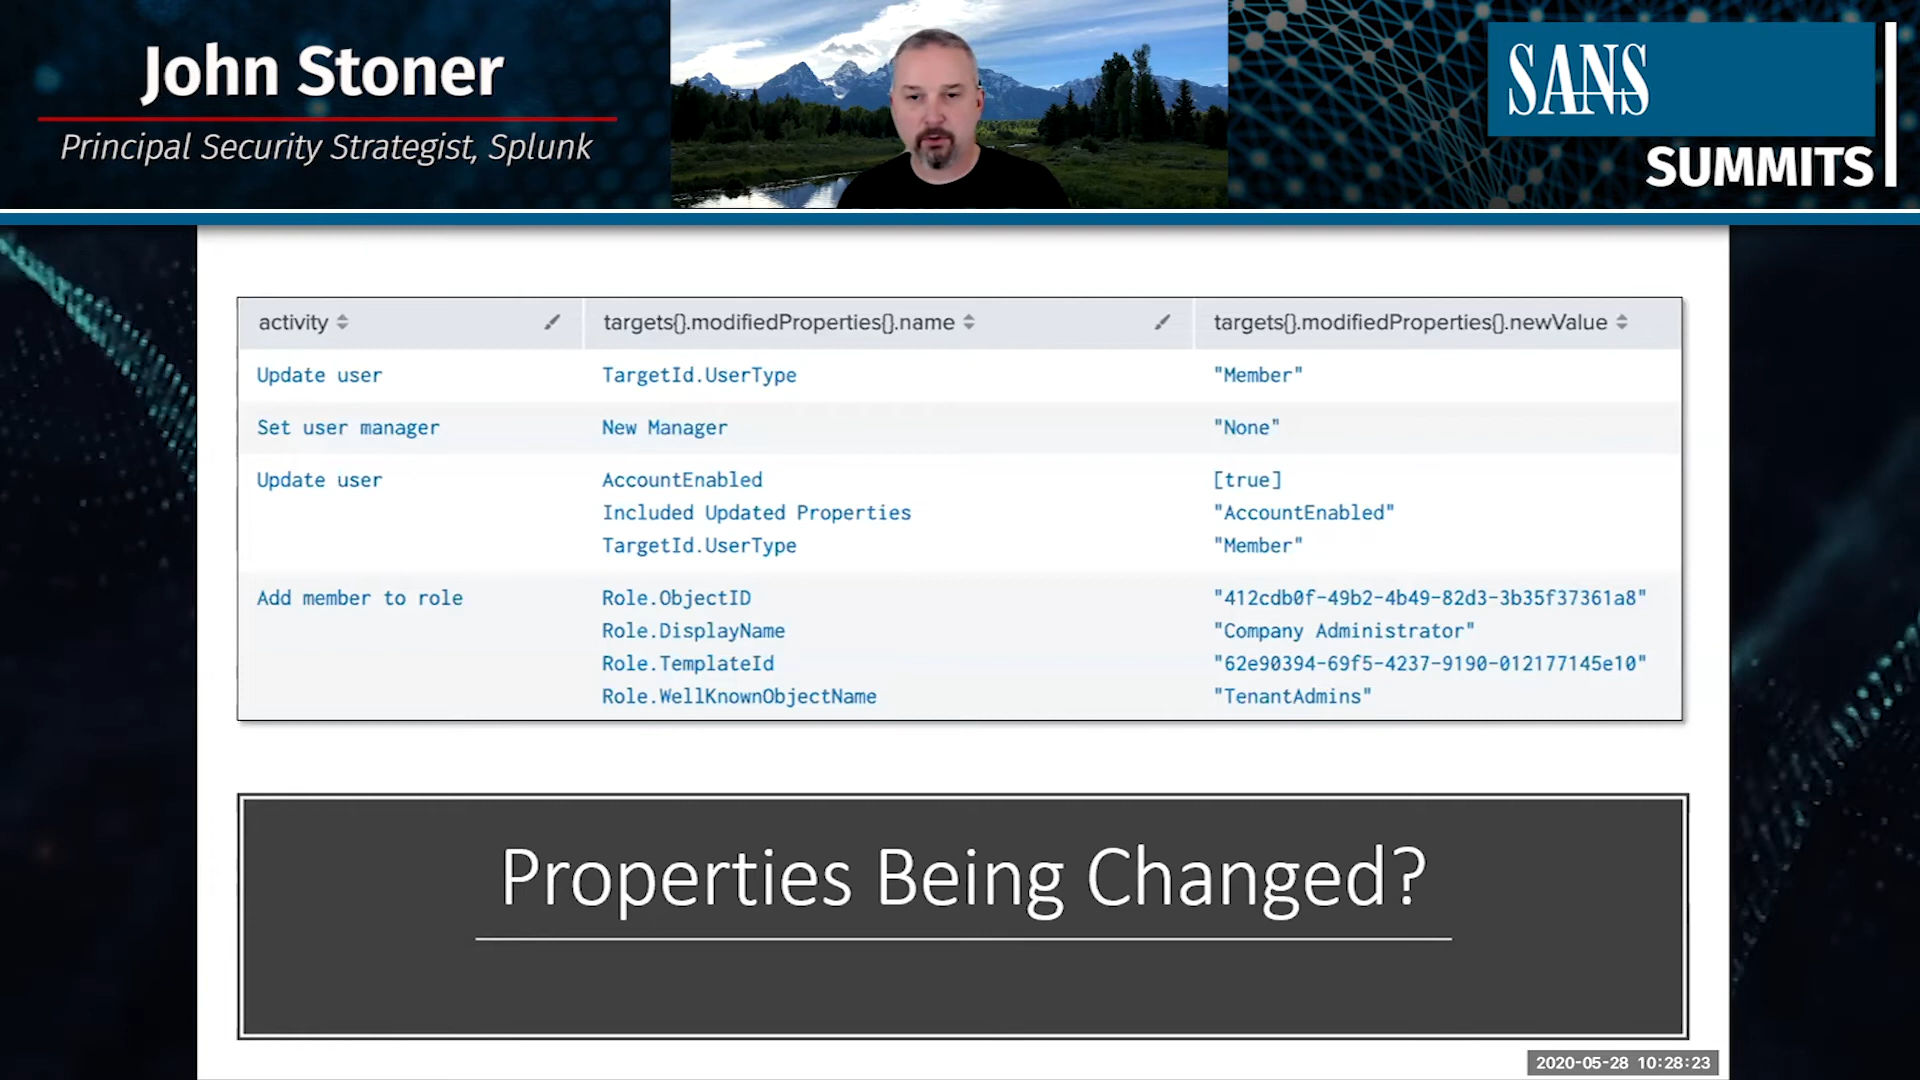 John Stoner
Principal Security Strategist, Splunk
SANS
SUMMITS
activity targets{}.modifiedProperties{}.name targets{}.modifiedProperties{}.newValue
Update user TargetId.UserType "Member"
Set user manager New Manager "None"
Update user AccountEnabled [true]
Included Updated Properties "AccountEnabled"
TargetId.UserType "Member"
Add member to role Role.ObjectID "412cdb0f-49b2-4b49-82d3-3b35f37361a8"
Role.DisplayName "Company Administrator"
Role.TemplateId "62e90394-69f5-4237-9190-012177145e10"
Role.WellKnownObjectName "TenantAdmins"
Properties Being Changed?
2020-05-28 10:28:23